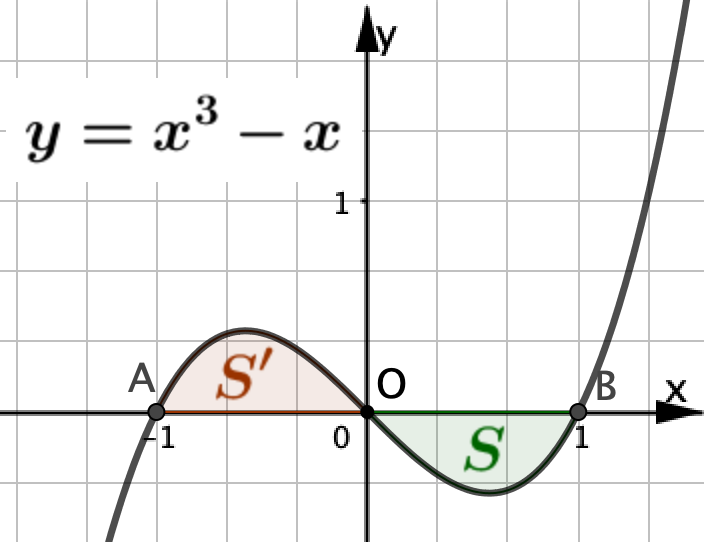 y
y = x³ − x
1
A
S′
O
B
x
−1
0
S
1